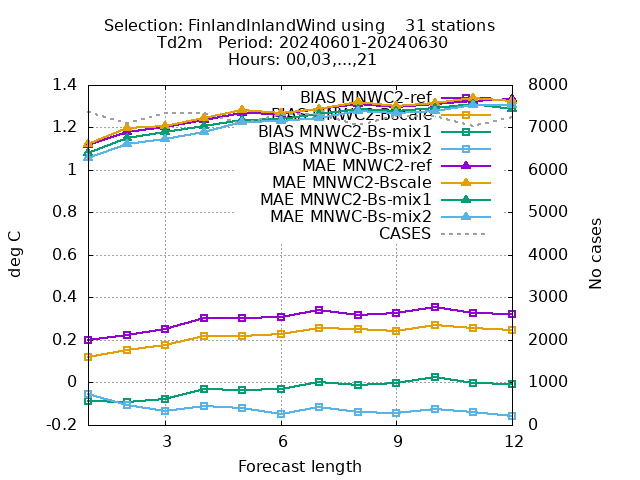 Selection: FinlandInlandWind using    31 stations
Td2m   Period: 20240601-20240630
Hours: 00,03,...,21
1.4
1.2
1
0.8
0.6
0.4
0.2
0
-0.2
deg C
BIAS MNWC2-ref
BIAS MNWC2-Bscale
BIAS MNWC2-Bs-mix1
BIAS MNWC-Bs-mix2
MAE MNWC2-ref
MAE MNWC2-Bscale
MAE MNWC2-Bs-mix1
MAE MNWC-Bs-mix2
CASES
8000
7000
6000
5000
4000
3000
2000
1000
0
No cases
3 6 9 12
Forecast length